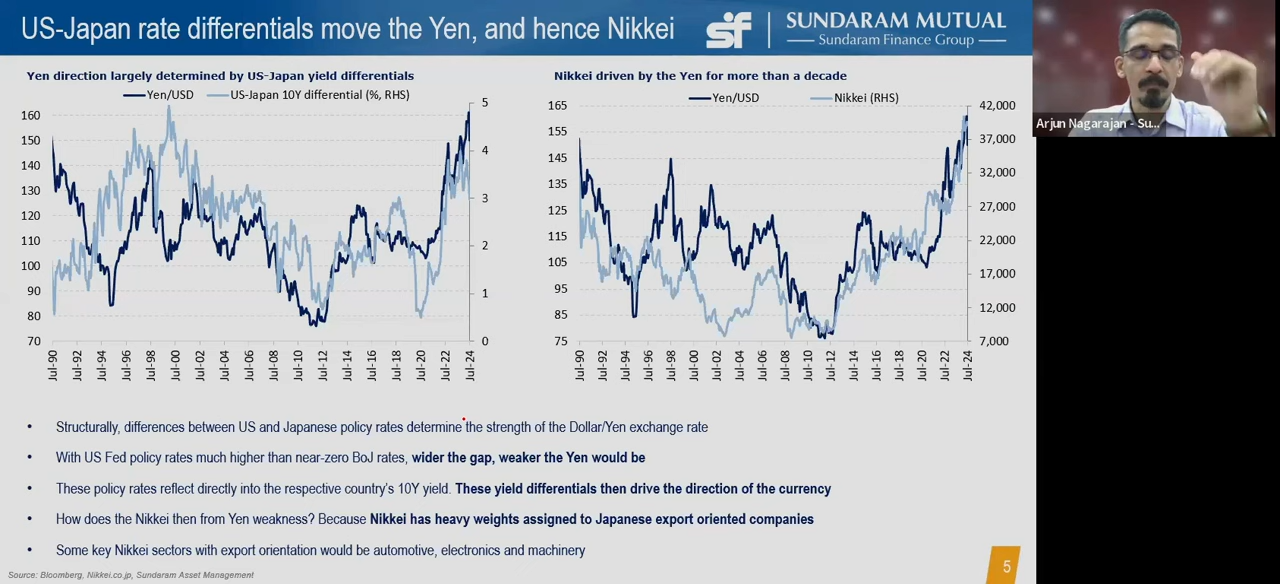 US-Japan rate differentials move the Yen, and hence Nikkei
sf
SUNDARAM MUTUAL
Sundaram Finance Group
Arjun Nagarajan - Su...
Yen direction largely determined by US-Japan yield differentials
Yen/USD
US-Japan 10Y differential (%, RHS)
160
150
140
130
120
110
100
90
80
70
5
4
3
2
1
0
Jul-90
Jul-92
Jul-94
Jul-96
Jul-98
Jul-00
Jul-02
Jul-04
Jul-06
Jul-08
Jul-10
Jul-12
Jul-14
Jul-16
Jul-18
Jul-20
Jul-22
Jul-24
Nikkei driven by the Yen for more than a decade
Yen/USD
Nikkei (RHS)
165
155
145
135
125
115
105
95
85
75
42,000
37,000
32,000
27,000
22,000
17,000
12,000
7,000
Jul-90
Jul-92
Jul-94
Jul-96
Jul-98
Jul-00
Jul-02
Jul-04
Jul-06
Jul-08
Jul-10
Jul-12
Jul-14
Jul-16
Jul-18
Jul-20
Jul-22
Jul-24
• Structurally, differences between US and Japanese policy rates determine the strength of the Dollar/Yen exchange rate
• With US Fed policy rates much higher than near-zero BoJ rates, wider the gap, weaker the Yen would be
• These policy rates reflect directly into the respective country's 10Y yield. These yield differentials then drive the direction of the currency
• How does the Nikkei then from Yen weakness? Because Nikkei has heavy weights assigned to Japanese export oriented companies
• Some key Nikkei sectors with export orientation would be automotive, electronics and machinery
Source: Bloomberg, Nikkei.co.jp, Sundaram Asset Management
5